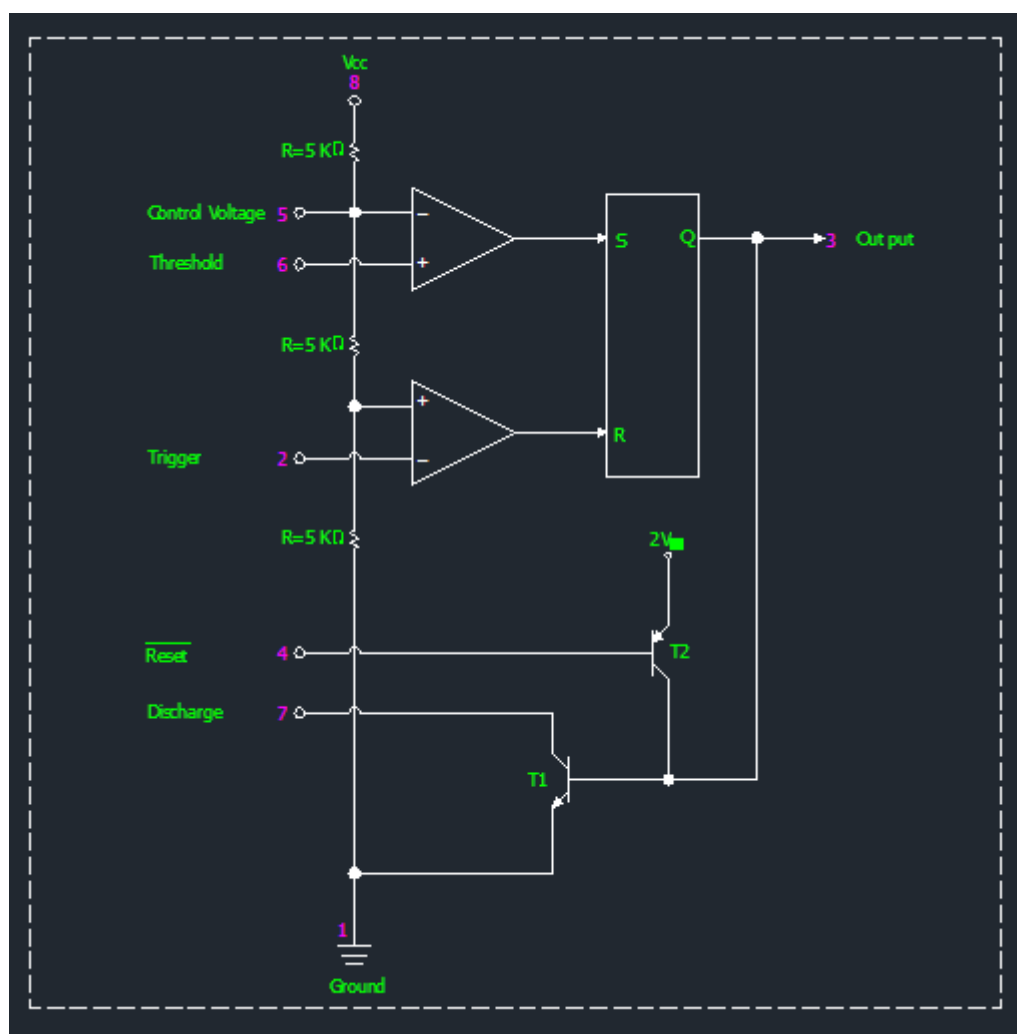 Vcc
8
R=5 KΩ
Control Voltage 5
−
S
Q
3 Out put
Threshold 6
+
R=5 KΩ
+
R
Trigger 2
−
R=5 KΩ
2V
Reset 4
T2
Discharge 7
T1
1
Ground